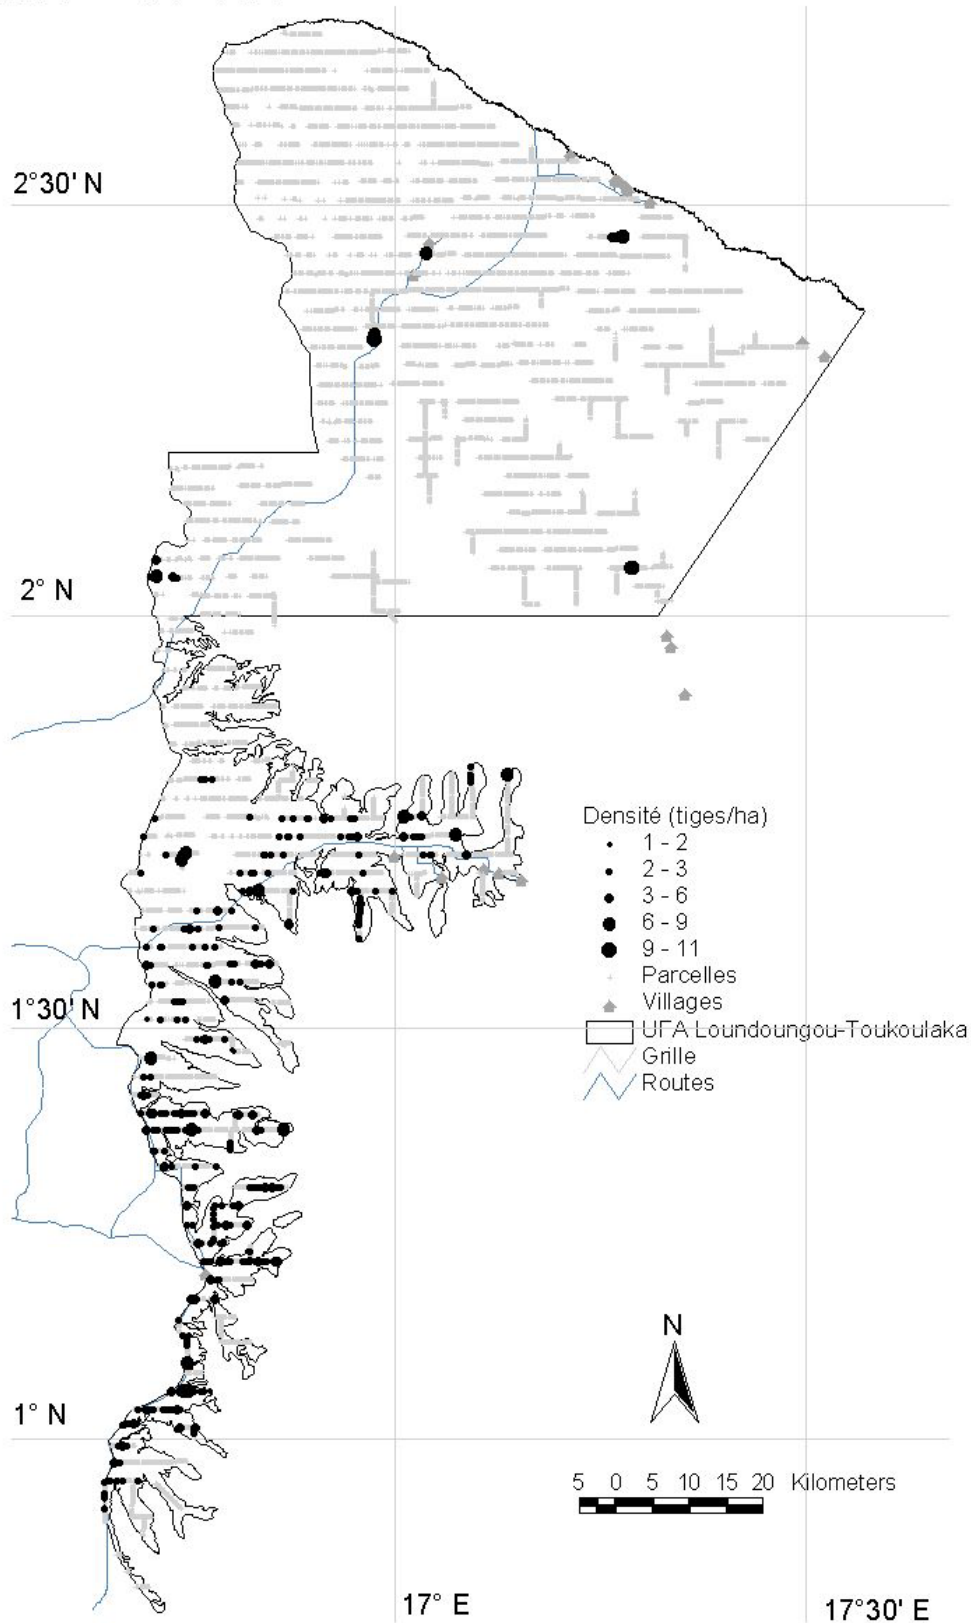 2°30' N
2° N
Densité (tiges/ha)
1 - 2
2 - 3
3 - 6
6 - 9
9 - 11
Parcelles
Villages
UFA Loundoungou-Toukoulaka
Grille
Routes
1°30' N
N
1° N
5 0 5 10 15 20 Kilometers
17° E
17°30' E